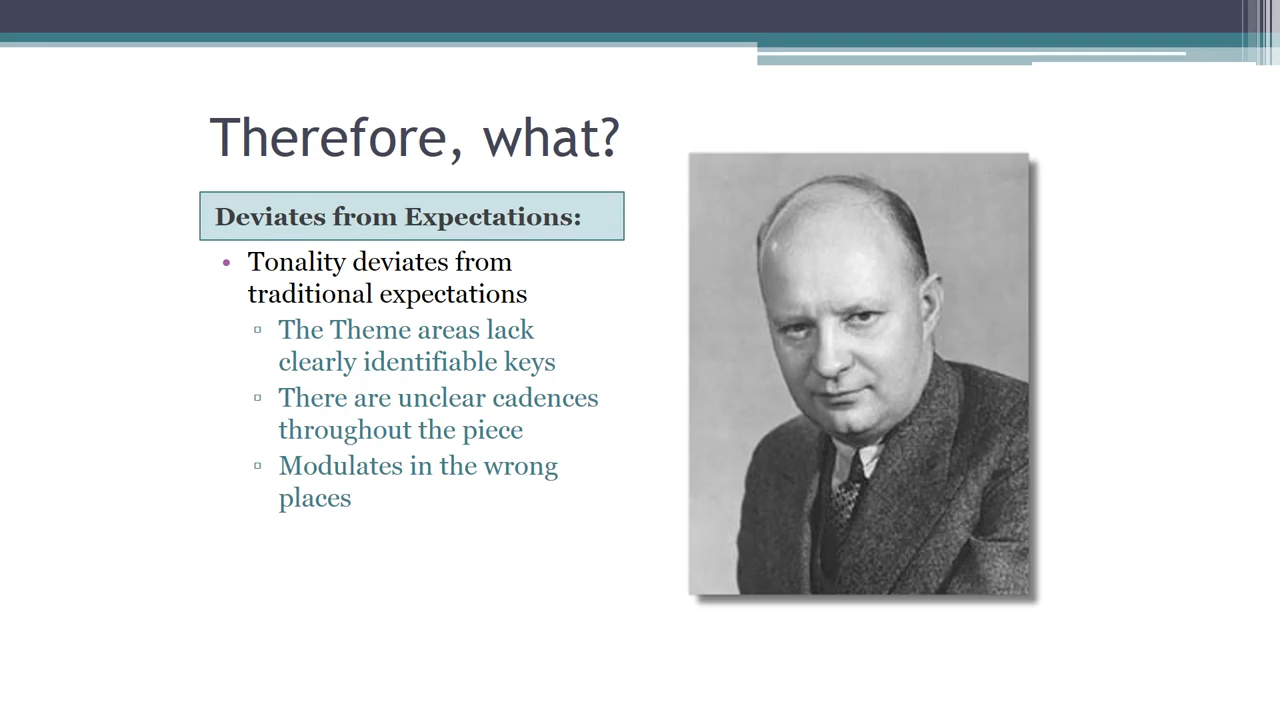 Therefore, what?
Deviates from Expectations:
• Tonality deviates from
traditional expectations
▫ The Theme areas lack
clearly identifiable keys
▫ There are unclear cadences
throughout the piece
▫ Modulates in the wrong
places